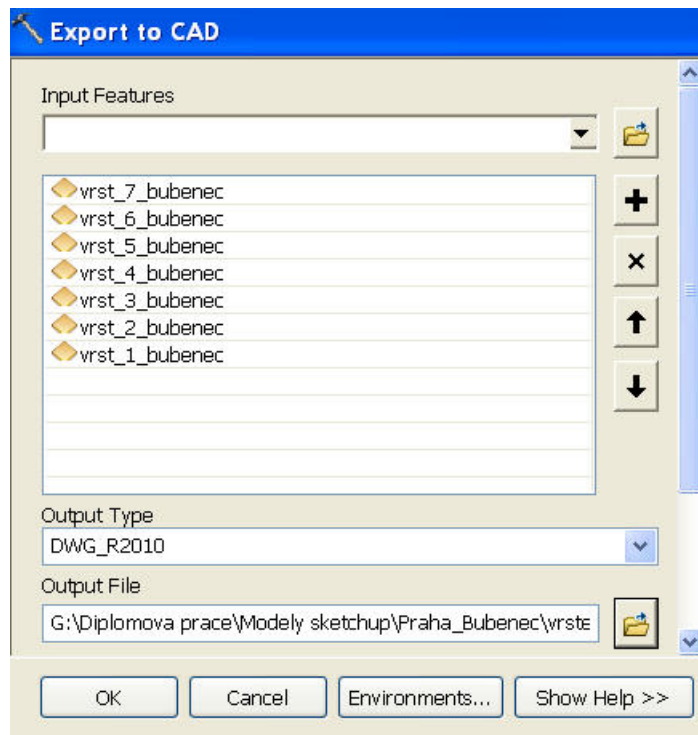 Export to CAD
Input Features
vrst_7_bubenec
vrst_6_bubenec
vrst_5_bubenec
vrst_4_bubenec
vrst_3_bubenec
vrst_2_bubenec
vrst_1_bubenec
Output Type
DWG_R2010
Output File
G:\Diplomova prace\Modely sketchup\Praha_Bubenec\vrste
OK Cancel Environments... Show Help >>